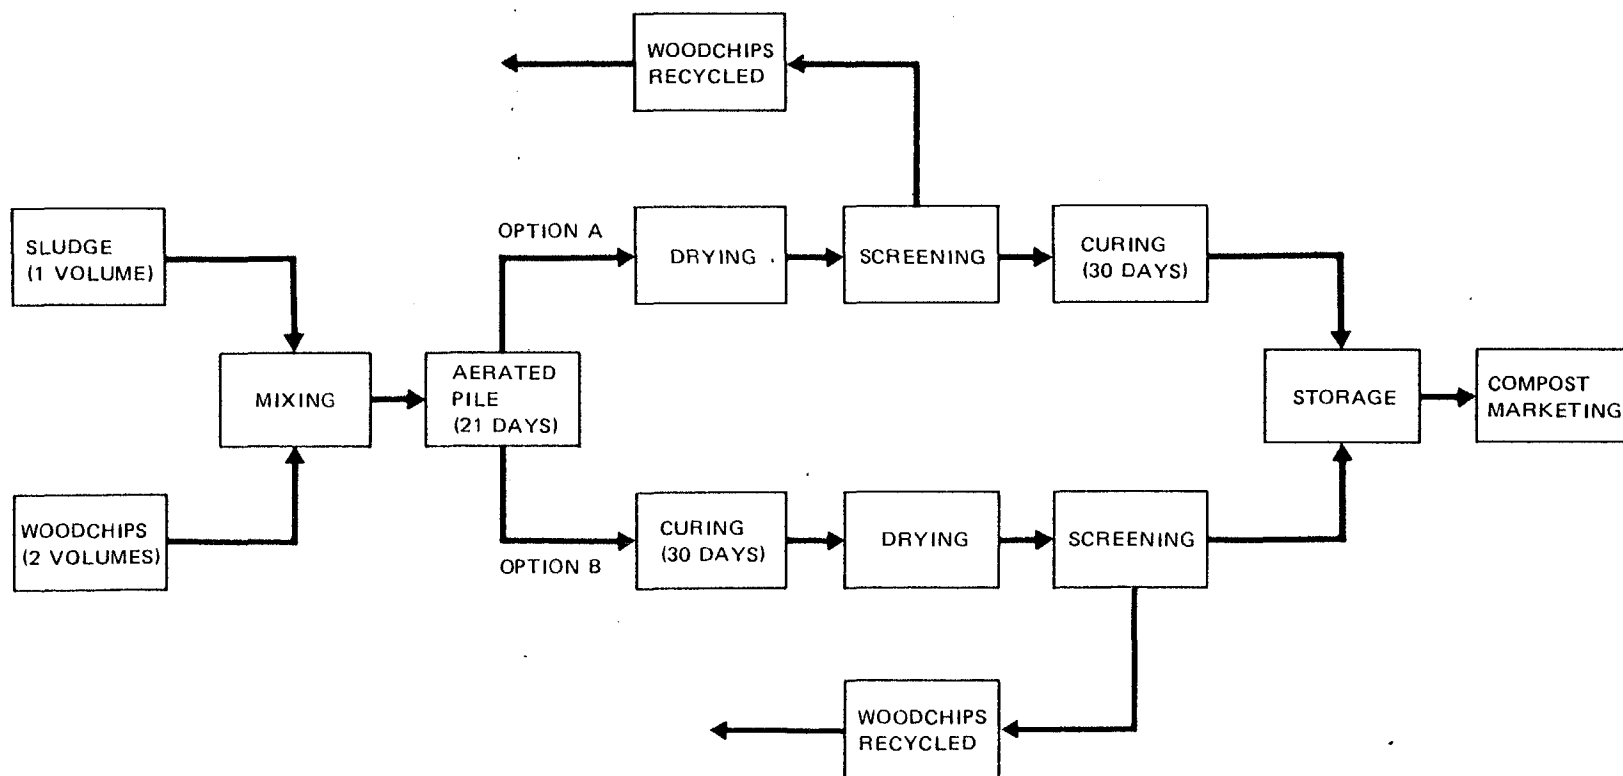 WOODCHIPS
RECYCLED
OPTION A
SLUDGE
(1 VOLUME)
DRYING
SCREENING
CURING
(30 DAYS)
MIXING
AERATED
PILE
(21 DAYS)
STORAGE
COMPOST
MARKETING
WOODCHIPS
(2 VOLUMES)
OPTION B
CURING
(30 DAYS)
DRYING
SCREENING
WOODCHIPS
RECYCLED